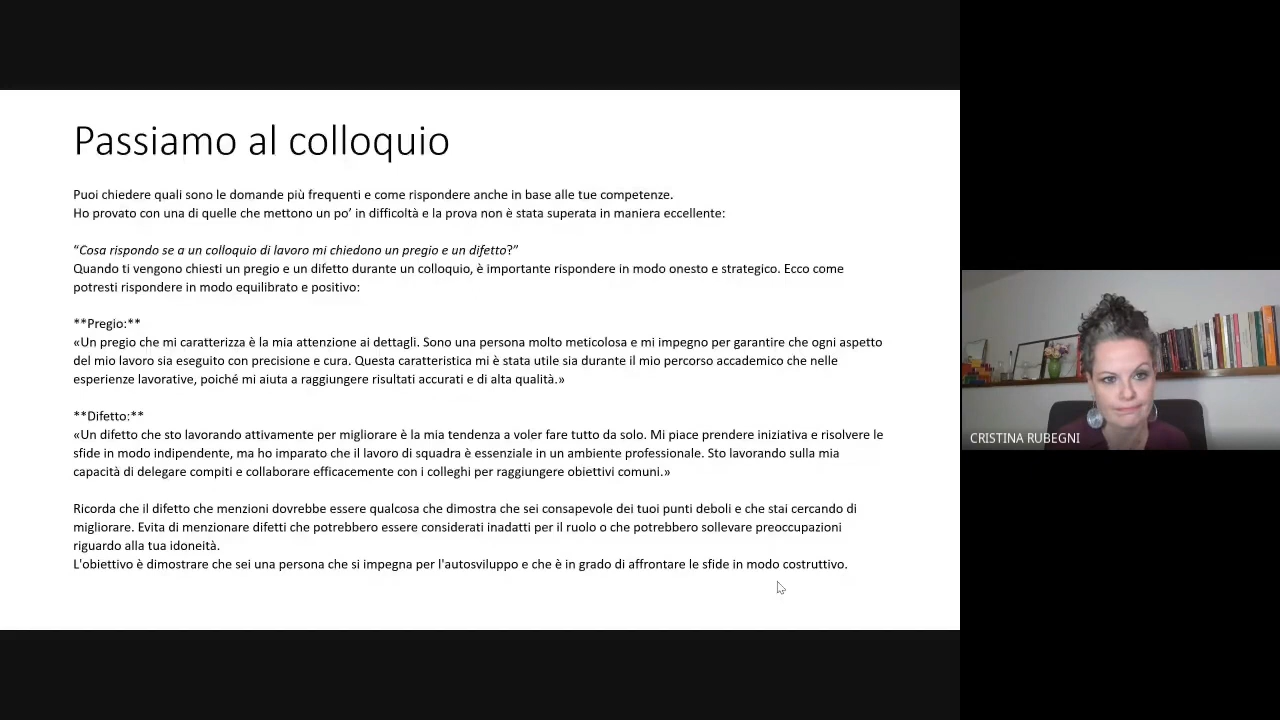 Passiamo al colloquio
Puoi chiedere quali sono le domande più frequenti e come rispondere anche in base alle tue competenze.
Ho provato con una di quelle che mettono un po’ in difficoltà e la prova non è stata superata in maniera eccellente:
“Cosa rispondo se a un colloquio di lavoro mi chiedono un pregio e un difetto?”
Quando ti vengono chiesti un pregio e un difetto durante un colloquio, è importante rispondere in modo onesto e strategico. Ecco come
potresti rispondere in modo equilibrato e positivo:
**Pregio:**
«Un pregio che mi caratterizza è la mia attenzione ai dettagli. Sono una persona molto meticolosa e mi impegno per garantire che ogni aspetto
del mio lavoro sia eseguito con precisione e cura. Questa caratteristica mi è stata utile sia durante il mio percorso accademico che nelle
esperienze lavorative, poiché mi aiuta a raggiungere risultati accurati e di alta qualità.»
**Difetto:**
«Un difetto che sto lavorando attivamente per migliorare è la mia tendenza a voler fare tutto da solo. Mi piace prendere iniziativa e risolvere le
sfide in modo indipendente, ma ho imparato che il lavoro di squadra è essenziale in un ambiente professionale. Sto lavorando sulla mia
capacità di delegare compiti e collaborare efficacemente con i colleghi per raggiungere obiettivi comuni.»
Ricorda che il difetto che menzioni dovrebbe essere qualcosa che dimostra che sei consapevole dei tuoi punti deboli e che stai cercando di
migliorare. Evita di menzionare difetti che potrebbero essere considerati inadatti per il ruolo o che potrebbero sollevare preoccupazioni
riguardo alla tua idoneità.
L'obiettivo è dimostrare che sei una persona che si impegna per l'autosviluppo e che è in grado di affrontare le sfide in modo costruttivo.
CRISTINA RUBEGNI